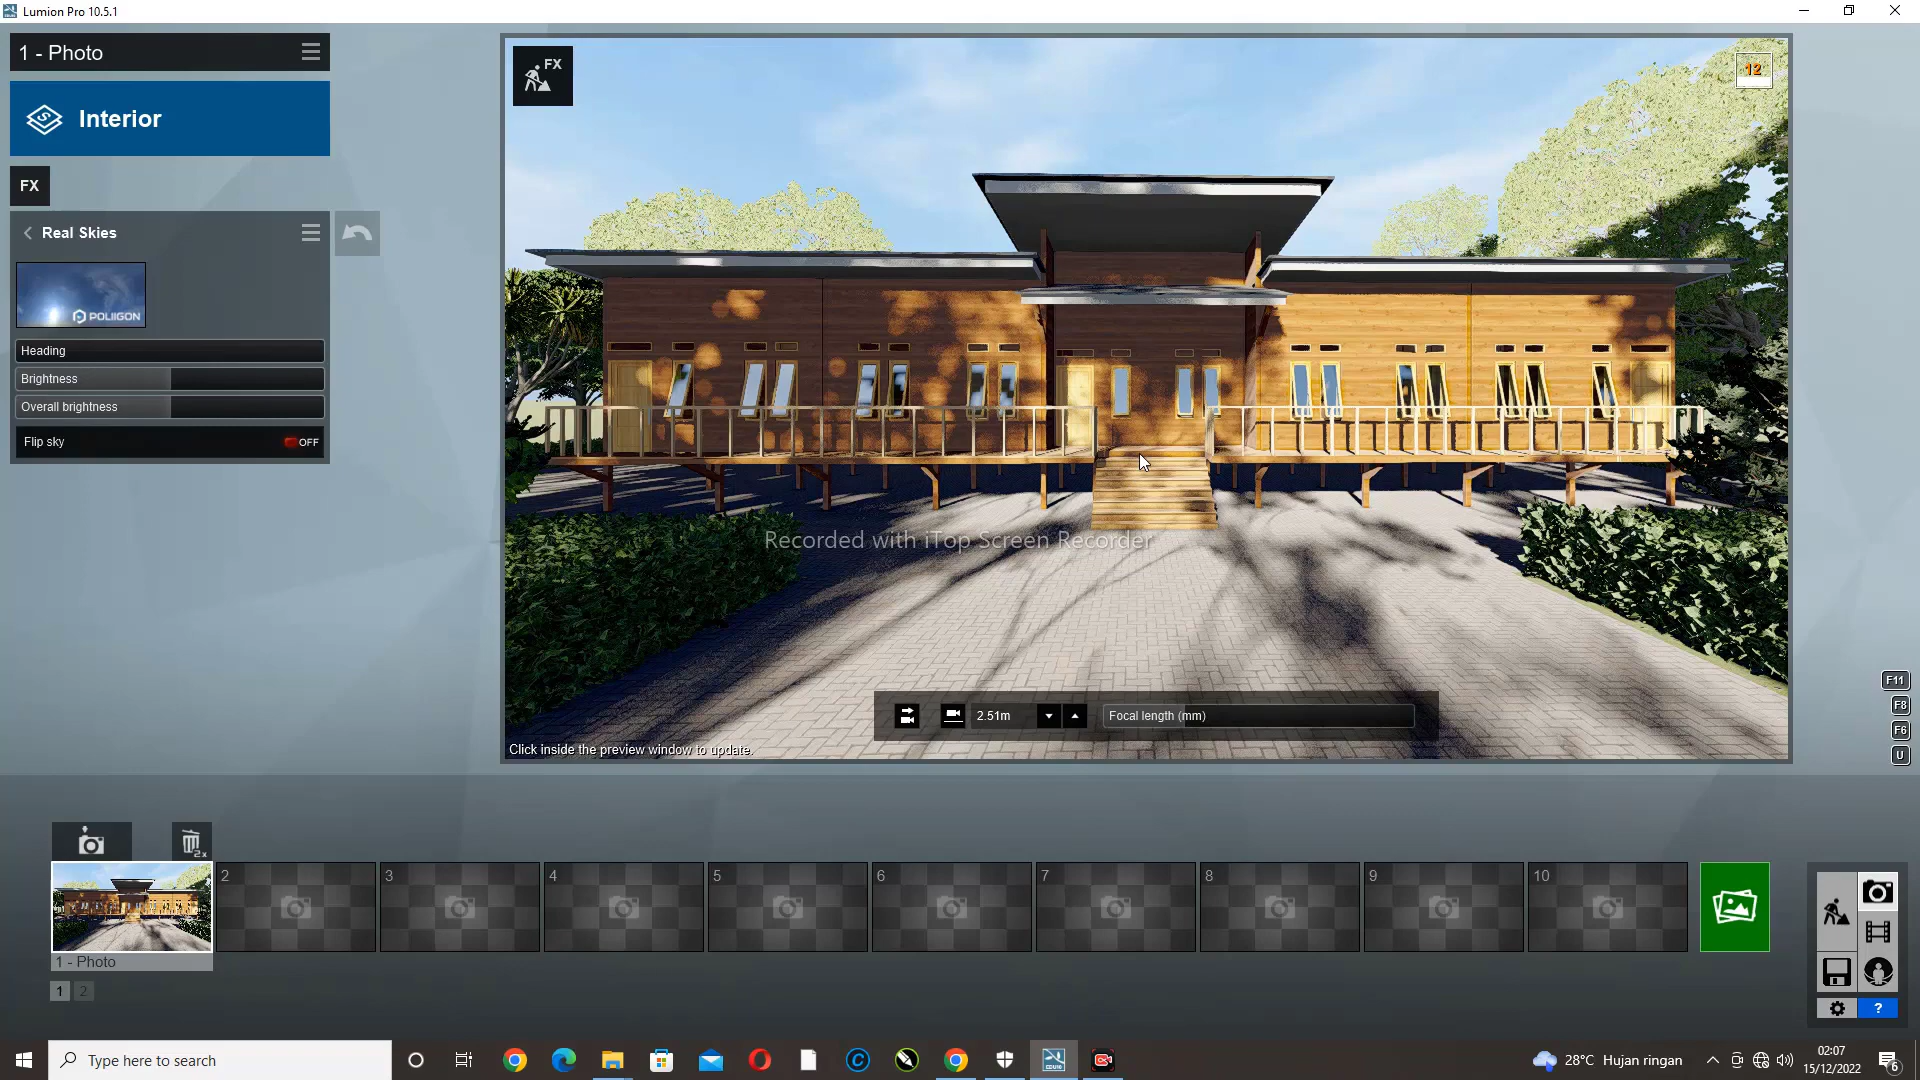 Lumion Pro 10.5.1
1 - Photo
Interior
FX
Real Skies
POLIIGON
Heading
Brightness
Overall brightness
Flip sky
OFF
FX
12
Recorded with iTop Screen Recorder
2.51m
Focal length (mm)
Click inside the preview window to update.
F11
F8
F6
U
2x
2
3
4
5
6
7
8
9
10
1 - Photo
1
2
?
Type here to search
28°C Hujan ringan
02:07
15/12/2022
6